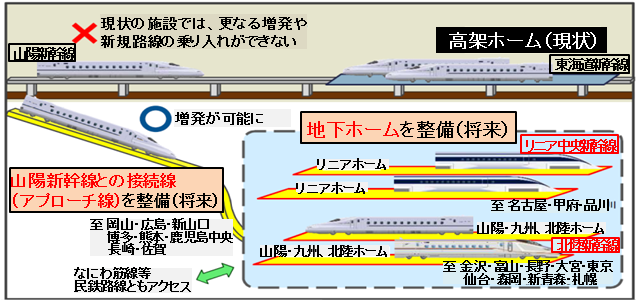 現状の施設では、更なる増発や
新規路線の乗り入れができない
山陽新幹線
高架ホーム(現状)
東海道新幹線
増発が可能に
地下ホームを整備(将来)
リニア中央新幹線
リニアホーム
リニアホーム
至 名古屋・甲府・品川
山陽新幹線との接続線
(アプローチ線)を整備(将来)
至 岡山・広島・新山口
博多・熊本・鹿児島中央
長崎・佐賀
山陽・九州、北陸ホーム
山陽・九州、北陸ホーム
北陸新幹線
至 金沢・富山・長野・大宮・東京
仙台・盛岡・新青森・札幌
なにわ筋線等
民鉄路線ともアクセス